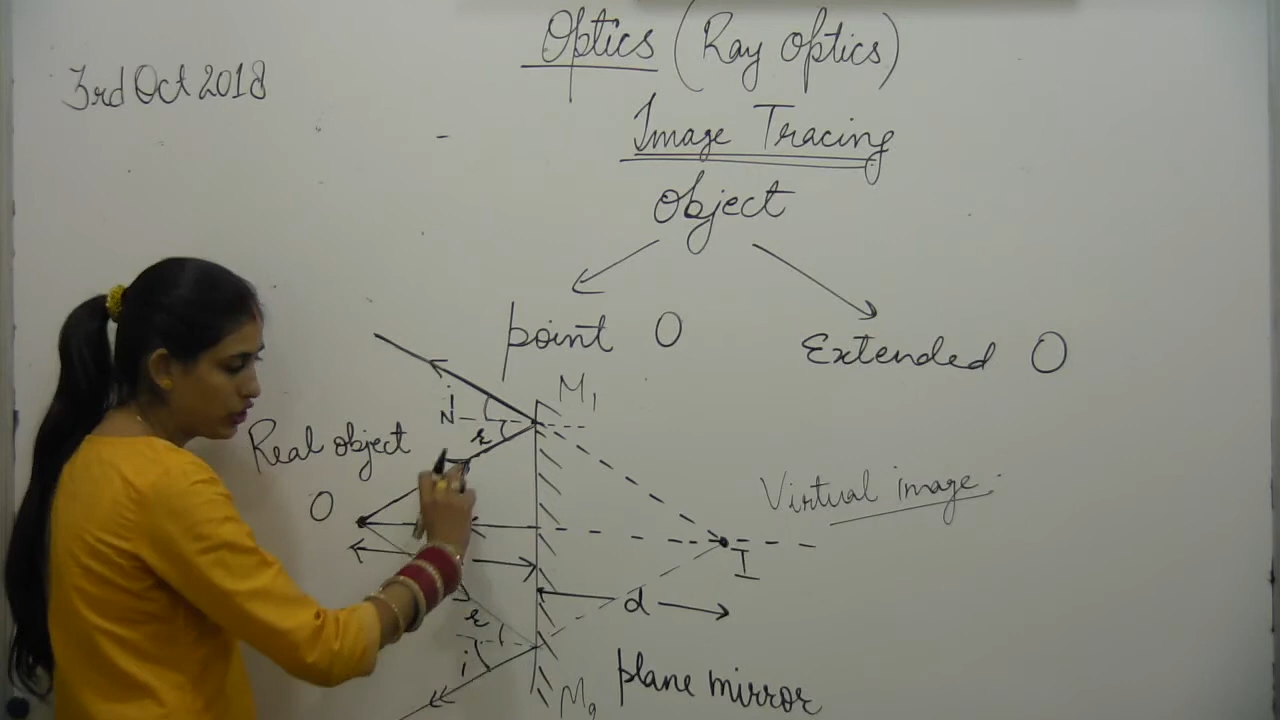 Optics (Ray Optics)
3rd Oct 2018
Image Tracing
Object
point O
Extended O
M1
i
N
r
Real object
O
Virtual image
I
d
r
i
M2
plane mirror